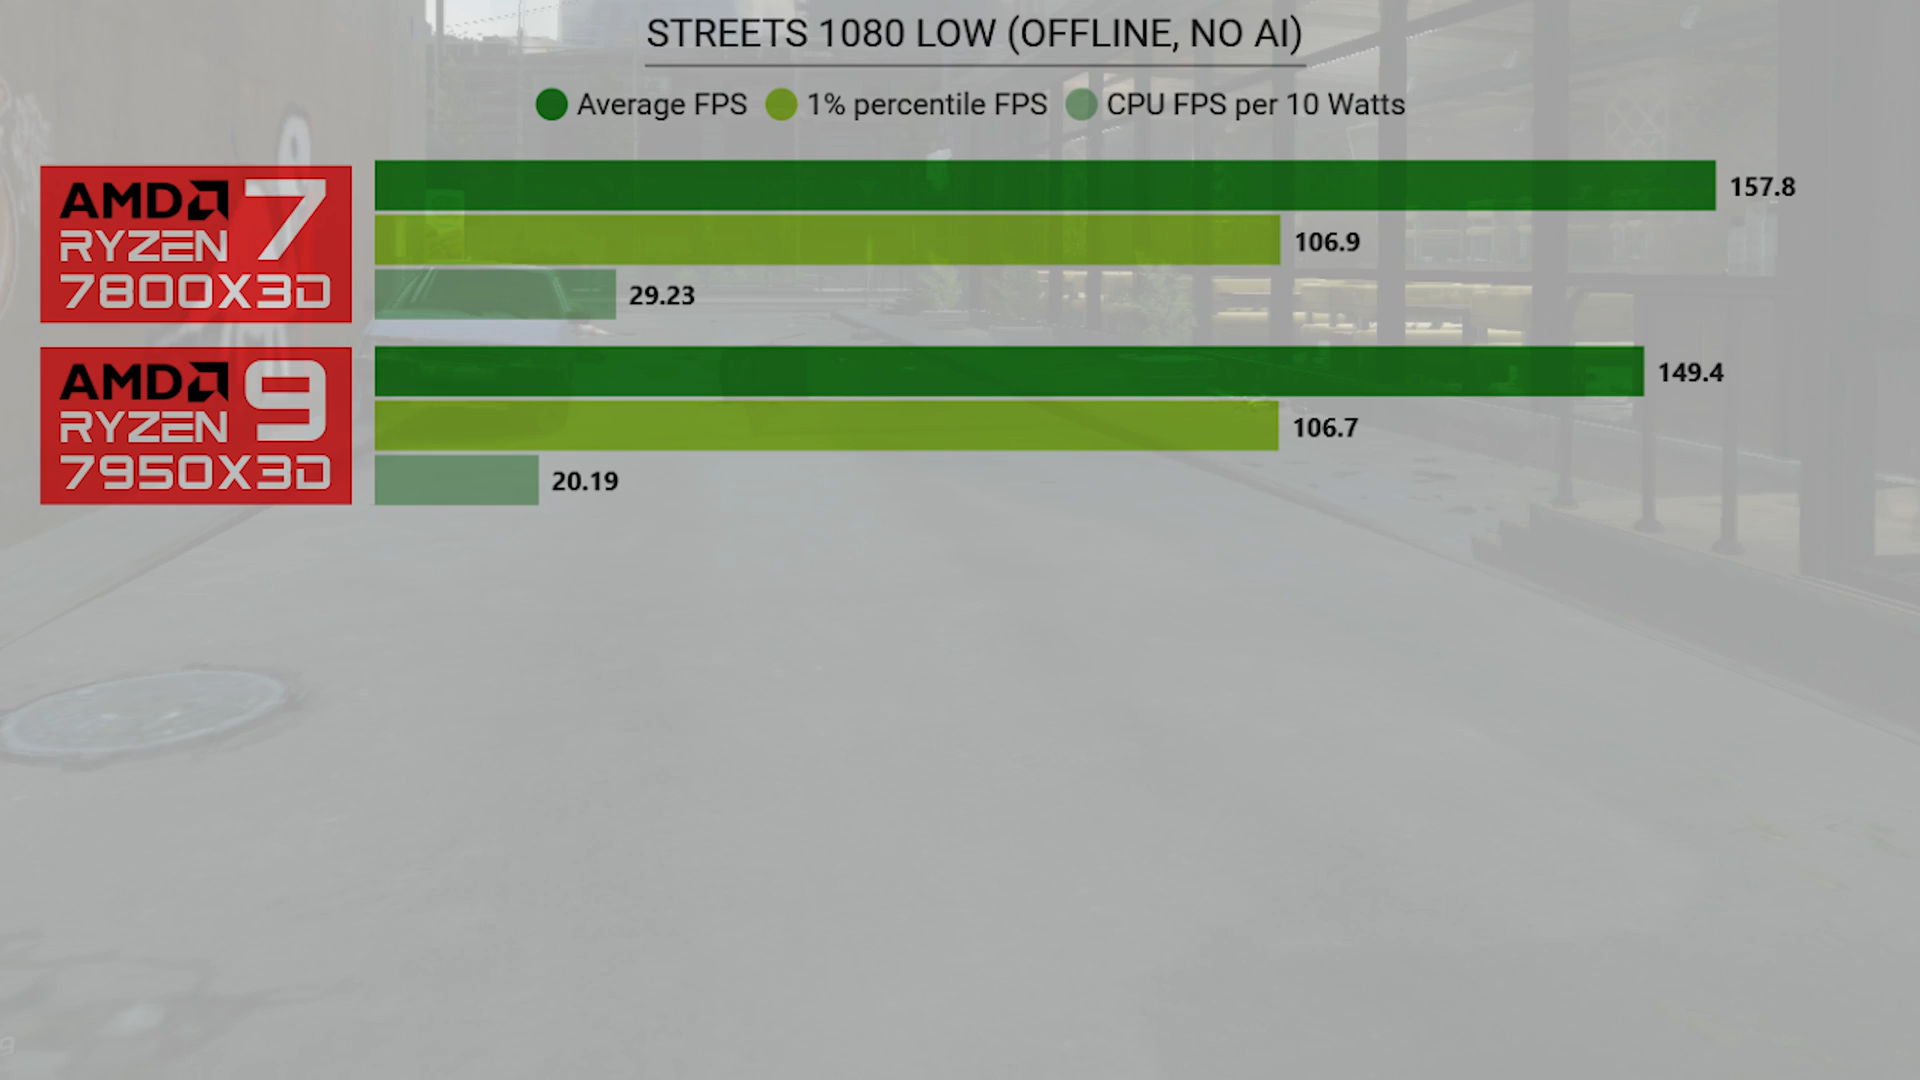 STREETS 1080 LOW (OFFLINE, NO AI)
Average FPS 1% percentile FPS CPU FPS per 10 Watts
AMD
RYZEN 7
7800X3D
157.8
106.9
29.23
AMD
RYZEN 9
7950X3D
149.4
106.7
20.19